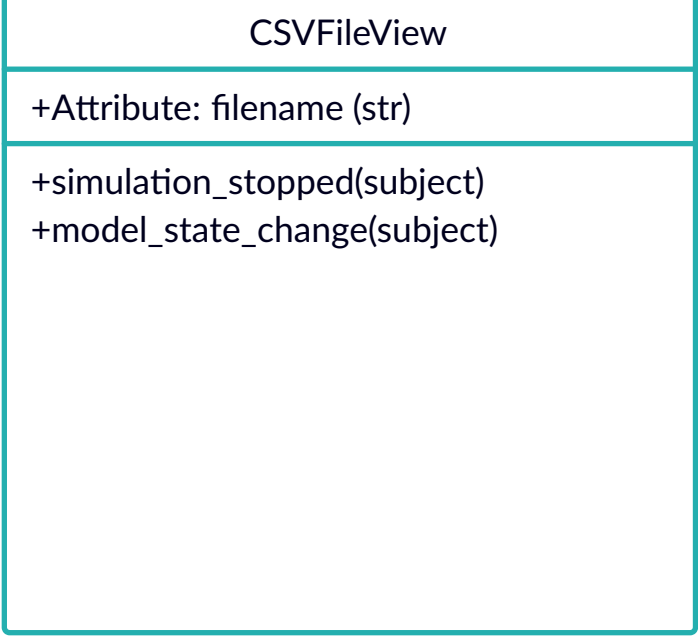 CSVFileView
+Attribute: filename (str)
+simulation_stopped(subject)
+model_state_change(subject)